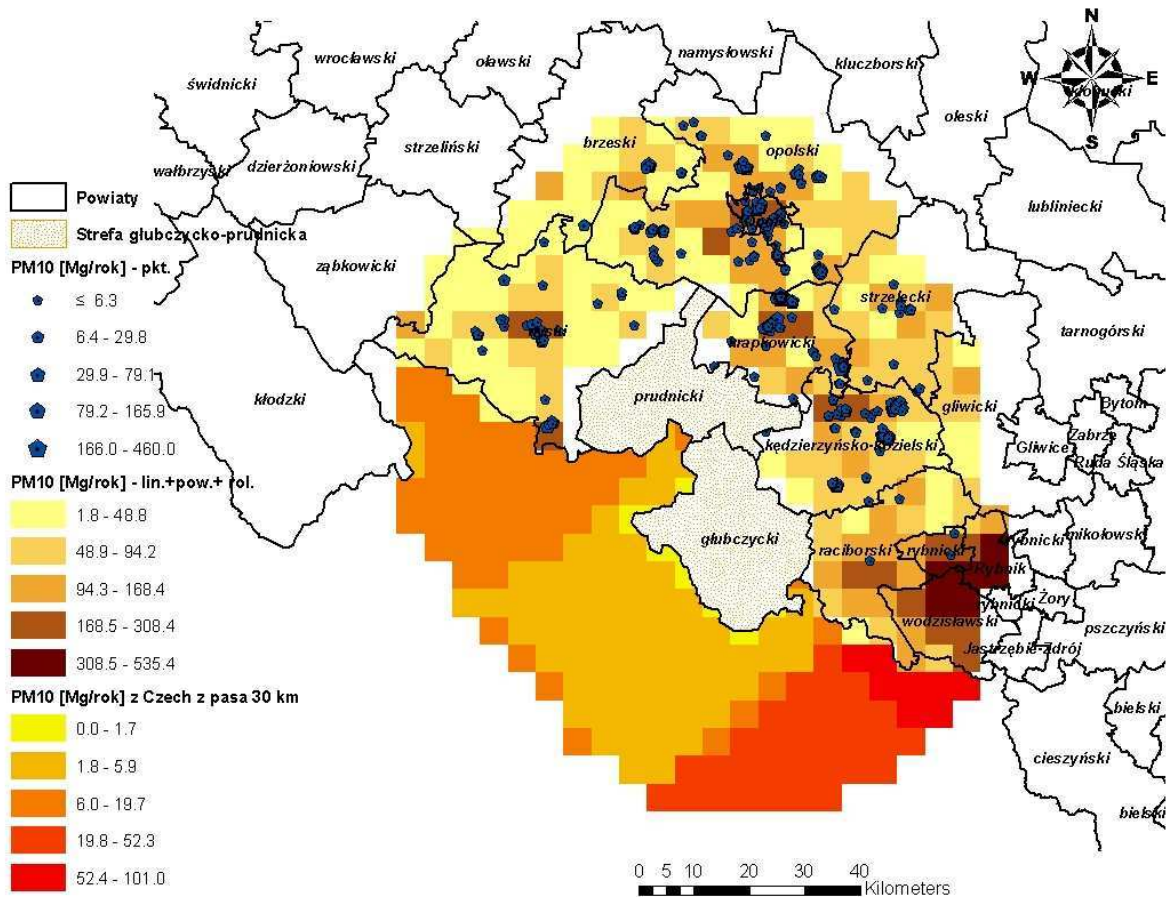 N
namysłowski
wrocławski
oławski
kluczborski
świdnicki
W
E
oleski
S
brzeski
opolski
strzeliński
wałbrzyski
dzierżoniowski
Powiaty
lubliniecki
Strefa głubczycko-prudnicka
ząbkowicki
PM10 [Mg/rok] - pkt.
strzelecki
≤ 6.3
6.4 - 29.8
tarnogórski
krapkowicki
28.9 - 79.1
kłodzki
prudnicki
gliwicki
Bytom
79.2 - 165.9
166.0 - 460.0
kędzierzyńsko-kozielski
Gliwice
Zabrze
Ruda Śląska
PM10 [Mg/rok] - lin.+pow.+ rol.
1.8 - 48.8
głubczycki
raciborski
rybnicki
rybnicki
mikołowski
48.9 - 94.2
Rybnik
94.3 - 168.4
rybnicki
Żory
168.5 - 308.4
wodzisławski
pszczyński
308.5 - 535.4
Jastrzębie-Zdrój
PM10 [Mg/rok] z Czech z pasa 30 km
bielski
0.0 - 1.7
1.8 - 5.9
cieszyński
6.0 - 19.7
bielski
19.8 - 52.3
52.4 - 101.0
0 5 10 20 30 40
Kilometers